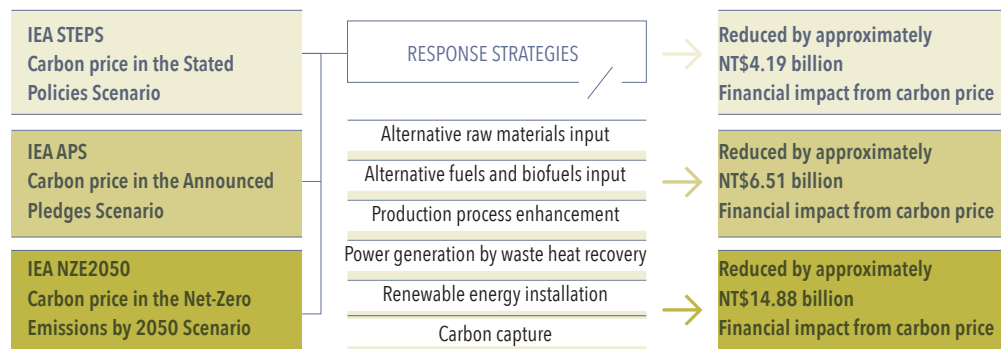 IEA STEPS
Carbon price in the Stated
Policies Scenario
IEA APS
Carbon price in the Announced
Pledges Scenario
IEA NZE2050
Carbon price in the Net-Zero
Emissions by 2050 Scenario
RESPONSE STRATEGIES
Alternative raw materials input
Alternative fuels and biofuels input
Production process enhancement
Power generation by waste heat recovery
Renewable energy installation
Carbon capture
Reduced by approximately
NT$4.19 billion
Financial impact from carbon price
Reduced by approximately
NT$6.51 billion
Financial impact from carbon price
Reduced by approximately
NT$14.88 billion
Financial impact from carbon price